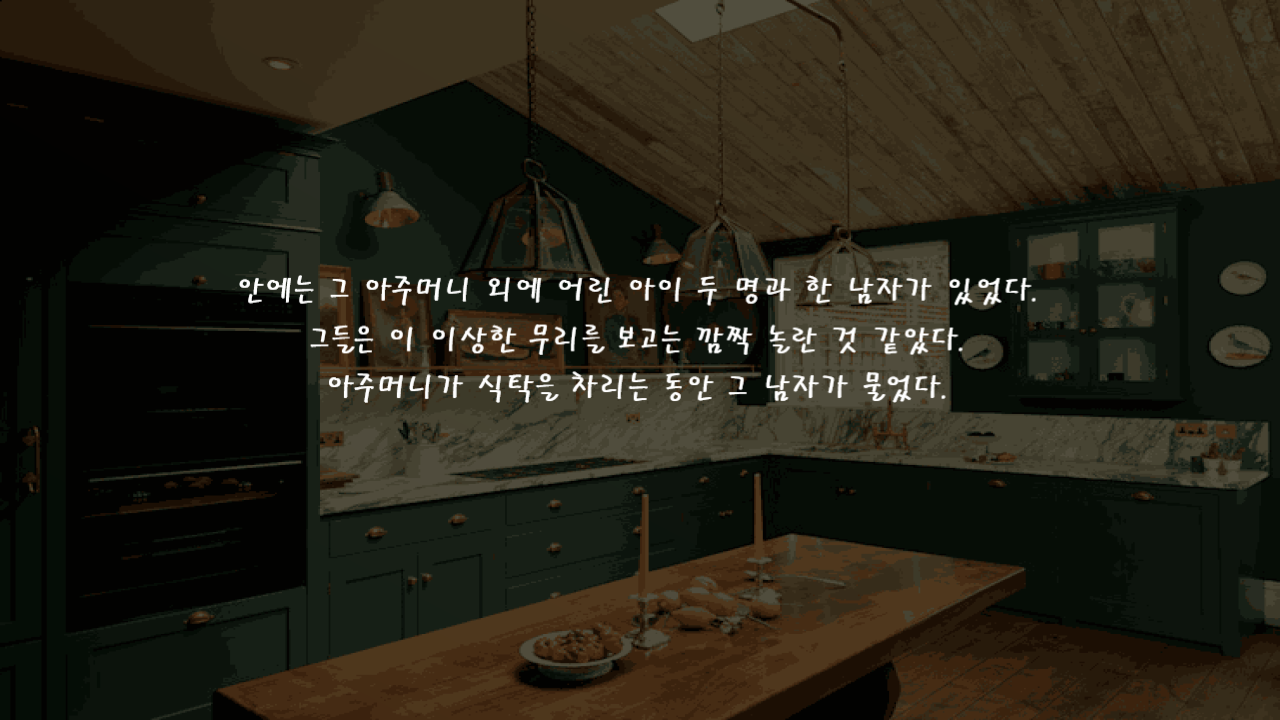 안에는 그 아주머니 외에 어린 아이 두 명과 한 남자가 있었다.
그들은 이 이상한 무리를 보고는 깜짝 놀란 것 같았다.
아주머니가 식탁을 차리는 동안 그 남자가 물었다.